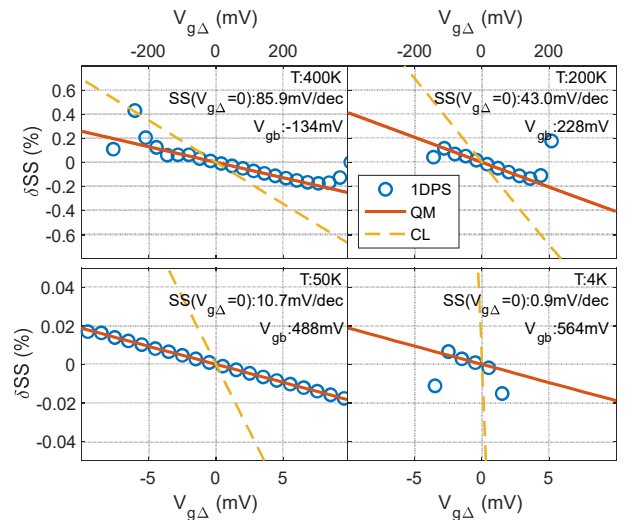 V_gΔ (mV)
V_gΔ (mV)
-200 0 200
-200 0 200
0.6
0.4
0.2
0
-0.2
-0.4
-0.6
δSS (%)
T:400K
SS(V_gΔ=0):85.9mV/dec
V_gb:-134mV
T:200K
SS(V_gΔ=0):43.0mV/dec
V_gb:228mV
1DPS
QM
CL
0.04
0.02
0
-0.02
-0.04
δSS (%)
T:50K
SS(V_gΔ=0):10.7mV/dec
V_gb:488mV
T:4K
SS(V_gΔ=0):0.9mV/dec
V_gb:564mV
-5 0 5
-5 0 5
V_gΔ (mV)
V_gΔ (mV)